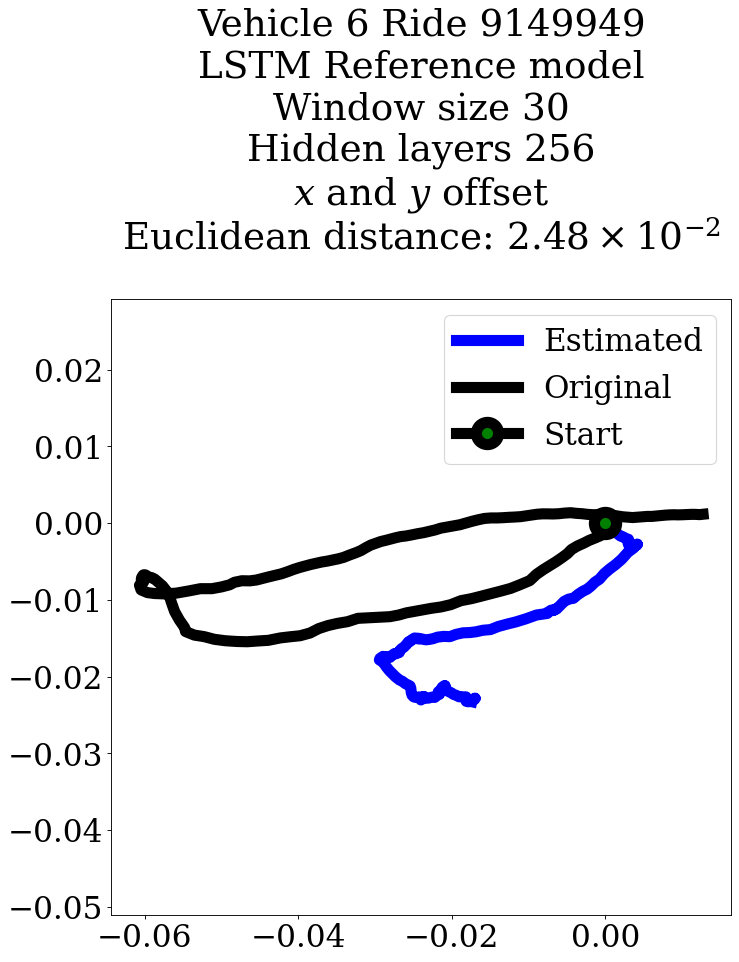 Vehicle 6 Ride 9149949
LSTM Reference model
Window size 30
Hidden layers 256
x and y offset
Euclidean distance: 2.48 × 10⁻²
Estimated
Original
Start
0.02
0.01
0.00
−0.01
−0.02
−0.03
−0.04
−0.05
−0.06 −0.04 −0.02 0.00